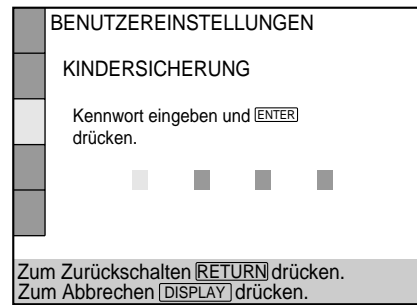 BENUTZEREINSTELLUNGEN
KINDERSICHERUNG
Kennwort eingeben und ENTER
drücken.
Zum Zurückschalten RETURN drücken.
Zum Abbrechen DISPLAY drücken.